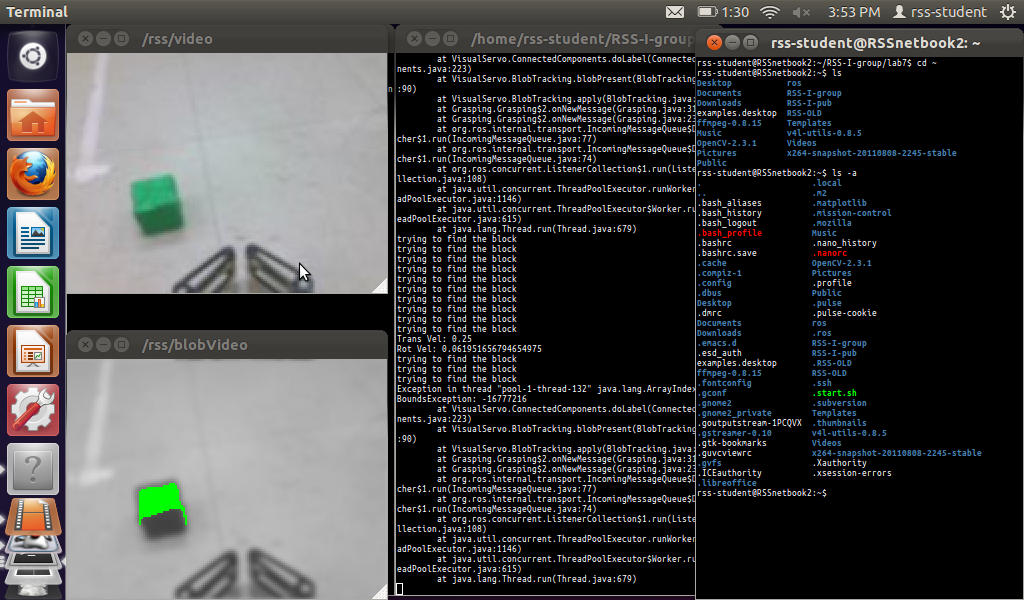 Terminal
1:30
3:53 PM
rss-student
/rss/video
/rss/blobVideo
/home/rss-student/RSS-I-group
at VisualServo.ConnectedComponents.doLabel(Connected
nents.java:223)
at VisualServo.BlobTracking.blobPresent(BlobTracking
:90)
at VisualServo.BlobTracking.apply(BlobTracking.java:
at Grasping.Grasping$2.onNewMessage(Grasping.java:31
at Grasping.Grasping$2.onNewMessage(Grasping.java:23
at org.ros.internal.transport.IncomingMessageQueue$D
cher$1.run(IncomingMessageQueue.java:77)
at org.ros.internal.transport.IncomingMessageQueue$D
cher$1.run(IncomingMessageQueue.java:74)
at org.ros.concurrent.ListenerCollection$1.run(Liste
llection.java:108)
at java.util.concurrent.ThreadPoolExecutor.runWorker
adPoolExecutor.java:1146)
at java.util.concurrent.ThreadPoolExecutor$Worker.ru
eadPoolExecutor.java:615)
at java.lang.Thread.run(Thread.java:679)
trying to find the block
trying to find the block
trying to find the block
trying to find the block
trying to find the block
trying to find the block
trying to find the block
trying to find the block
trying to find the block
trying to find the block
Trans Vel: 0.25
Rot Vel: 0.061951656794654975
trying to find the block
trying to find the block
trying to find the block
Exception in thread "pool-1-thread-132" java.lang.ArrayIndex
BoundsException: -16777216
at VisualServo.ConnectedComponents.doLabel(Connected
nents.java:223)
at VisualServo.BlobTracking.blobPresent(BlobTracking
:90)
at VisualServo.BlobTracking.apply(BlobTracking.java:
at Grasping.Grasping$2.onNewMessage(Grasping.java:31
at Grasping.Grasping$2.onNewMessage(Grasping.java:23
at org.ros.internal.transport.IncomingMessageQueue$D
cher$1.run(IncomingMessageQueue.java:77)
at org.ros.internal.transport.IncomingMessageQueue$D
cher$1.run(IncomingMessageQueue.java:74)
at org.ros.concurrent.ListenerCollection$1.run(Liste
llection.java:108)
at java.util.concurrent.ThreadPoolExecutor.runWorker
adPoolExecutor.java:1146)
at java.util.concurrent.ThreadPoolExecutor$Worker.ru
eadPoolExecutor.java:615)
at java.lang.Thread.run(Thread.java:679)
rss-student@RSSnetbook2: ~
rss-student@RSSnetbook2:~/RSS-I-group/lab7$ cd ~
rss-student@RSSnetbook2:~$ ls
Desktop ros
Documents RSS-I-group
Downloads RSS-I-pub
examples.desktop RSS-OLD
ffmpeg-0.8.15 Templates
Music v4l-utils-0.8.5
OpenCV-2.3.1 Videos
Pictures x264-snapshot-20110808-2245-stable
Public
rss-student@RSSnetbook2:~$ ls -a
. .local
.. .m2
.bash_aliases .matplotlib
.bash_history .mission-control
.bash_logout .mozilla
.bash_profile Music
.bashrc .nano_history
.bashrc.save .nanorc
.cache OpenCV-2.3.1
.compiz-1 Pictures
.config .profile
.dbus Public
Desktop .pulse
.dmrc .pulse-cookie
Documents ros
Downloads .ros
.emacs.d RSS-I-group
.esd_auth RSS-I-pub
examples.desktop .RSS-OLD
ffmpeg-0.8.15 RSS-OLD
.fontconfig .ssh
.gconf .start.sh
.gnome2 .subversion
.gnome2_private Templates
.goutputstream-1PCQVX .thumbnails
.gstreamer-0.10 v4l-utils-0.8.5
.gtk-bookmarks Videos
.guvcviewrc x264-snapshot-20110808-2245-stable
.gvfs .Xauthority
.ICEauthority .xsession-errors
.libreoffice
rss-student@RSSnetbook2:~$